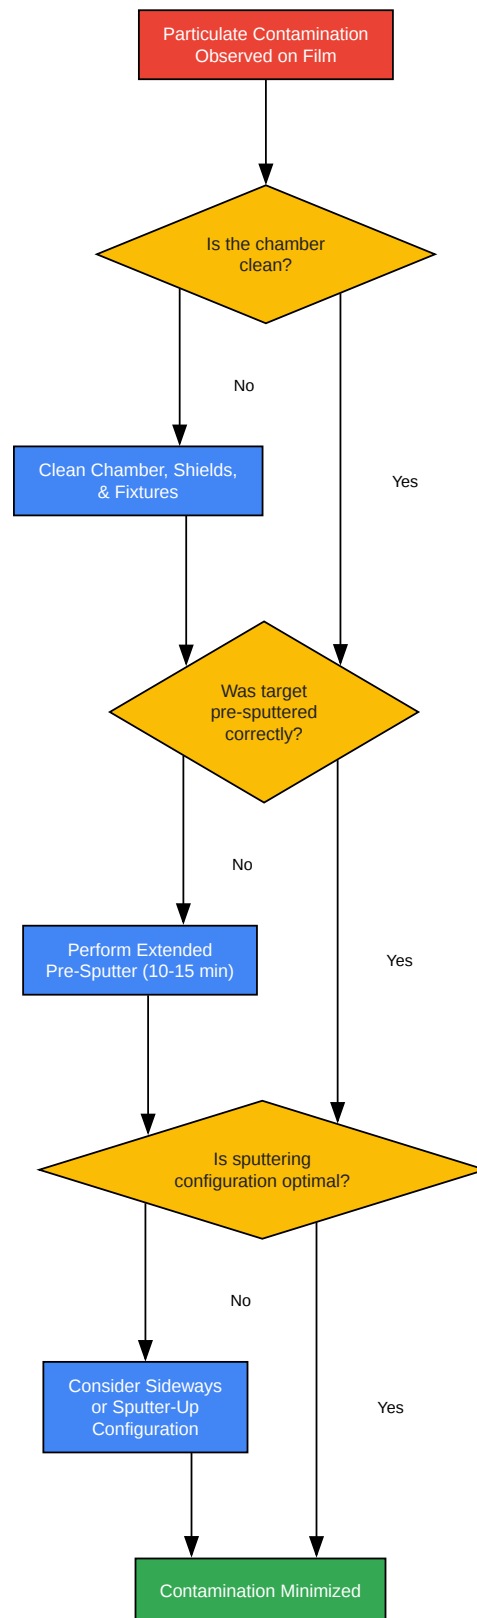 Particulate Contamination
Observed on Film
Is the chamber
clean?
No
Clean Chamber, Shields,
& Fixtures
Yes
Was target
pre-sputtered
correctly?
No
Perform Extended
Pre-Sputter (10-15 min)
Yes
Is sputtering
configuration optimal?
No
Consider Sideways
or Sputter-Up
Configuration
Yes
Contamination Minimized